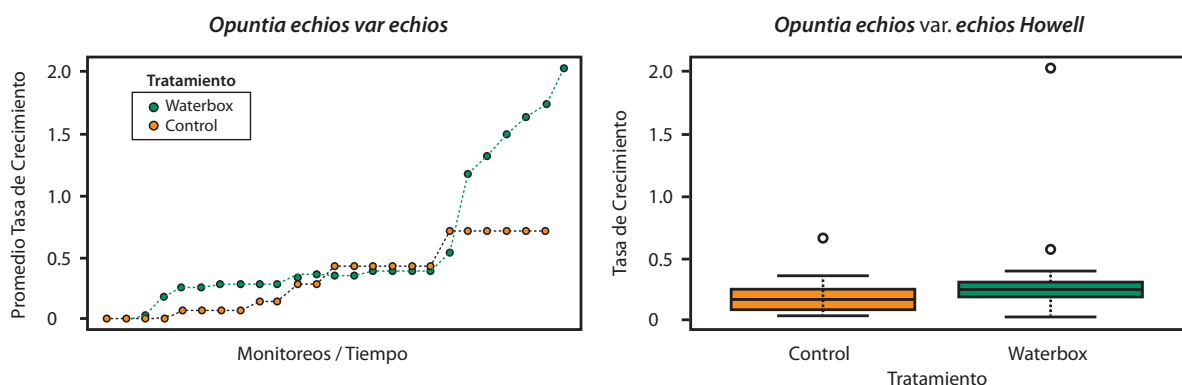 Opuntia echios var echios
Promedio Tasa de Crecimiento
2.0
1.5
1.0
0.5
0
Tratamiento
Waterbox
Control
Monitoreos / Tiempo
Opuntia echios var. echios Howell
Tasa de Crecimiento
2.0
1.5
1.0
0.5
0
Control
Waterbox
Tratamiento